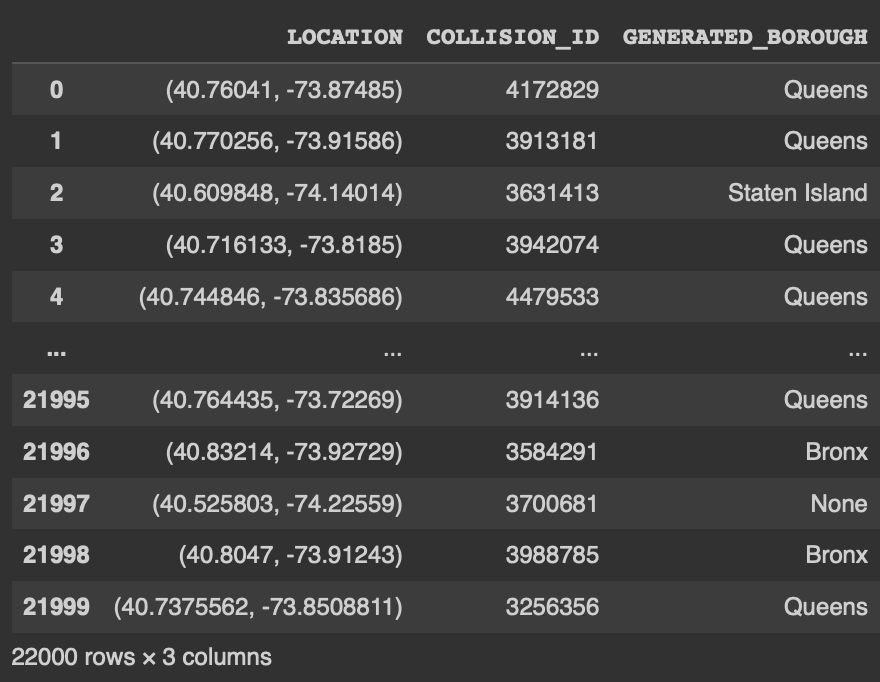 LOCATION COLLISION_ID GENERATED_BOROUGH
0 (40.76041, -73.87485) 4172829 Queens
1 (40.770256, -73.91586) 3913181 Queens
2 (40.609848, -74.14014) 3631413 Staten Island
3 (40.716133, -73.8185) 3942074 Queens
4 (40.744846, -73.835686) 4479533 Queens
... ... ... ...
21995 (40.764435, -73.72269) 3914136 Queens
21996 (40.83214, -73.92729) 3584291 Bronx
21997 (40.525803, -74.22559) 3700681 None
21998 (40.8047, -73.91243) 3988785 Bronx
21999 (40.7375562, -73.8508811) 3256356 Queens
22000 rows × 3 columns